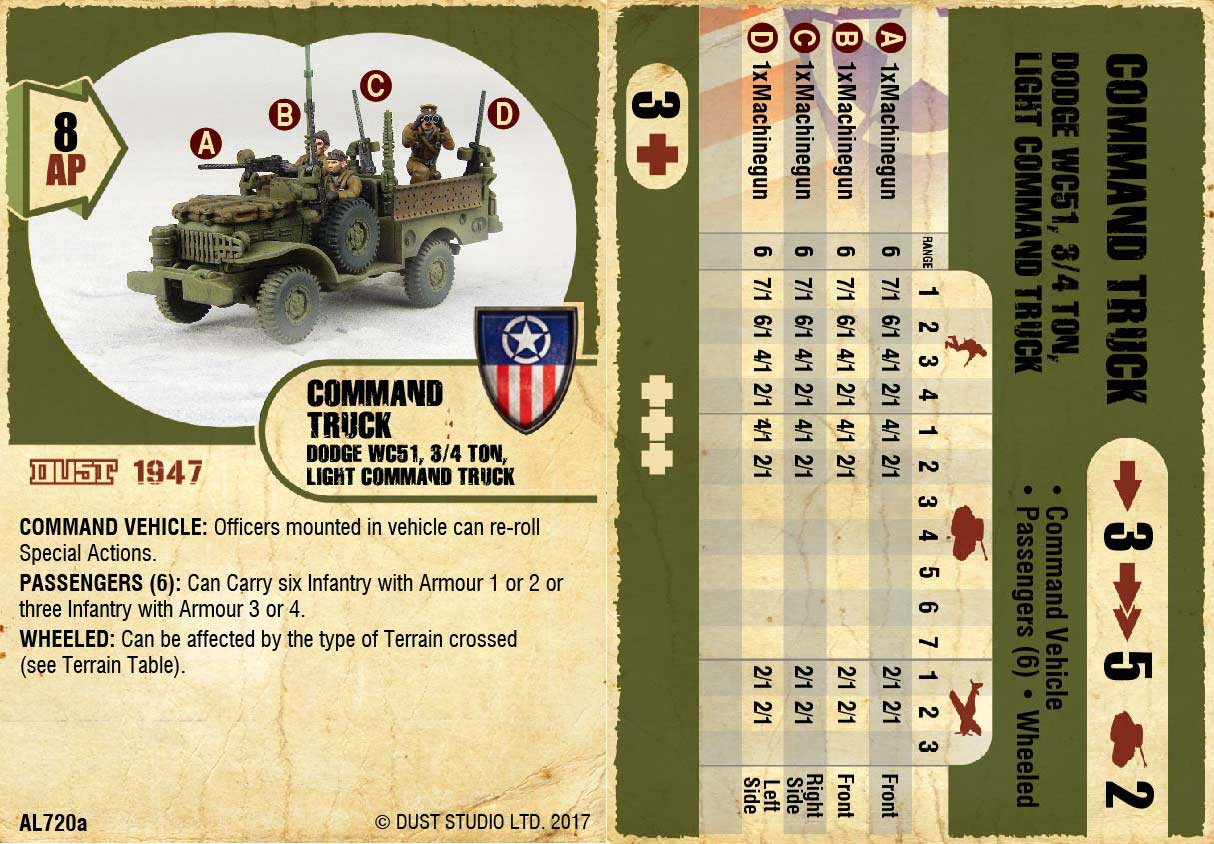 8
AP
A
B
C
D
COMMAND
TRUCK
DODGE WC51, 3/4 TON,
LIGHT COMMAND TRUCK
DUST 1947
COMMAND VEHICLE: Officers mounted in vehicle can re-roll
Special Actions.
PASSENGERS (6): Can Carry six Infantry with Armour 1 or 2 or
three Infantry with Armour 3 or 4.
WHEELED: Can be affected by the type of Terrain crossed
(see Terrain Table).
AL720a
© DUST STUDIO LTD. 2017
COMMAND TRUCK
3 5 2
DODGE WC51, 3/4 TON,
LIGHT COMMAND TRUCK
• Command Vehicle
• Passengers (6) • Wheeled
RANGE 1 2 3 4 1 2 3 4 5 6 7 1 2 3
A 1xMachinegun 6 7/1 6/1 4/1 2/1 4/1 2/1 2/1 2/1 Front
B 1xMachinegun 6 7/1 6/1 4/1 2/1 4/1 2/1 2/1 2/1 Front
C 1xMachinegun 6 7/1 6/1 4/1 2/1 4/1 2/1 2/1 2/1 Right Side
D 1xMachinegun 6 7/1 6/1 4/1 2/1 4/1 2/1 2/1 2/1 Left Side
3